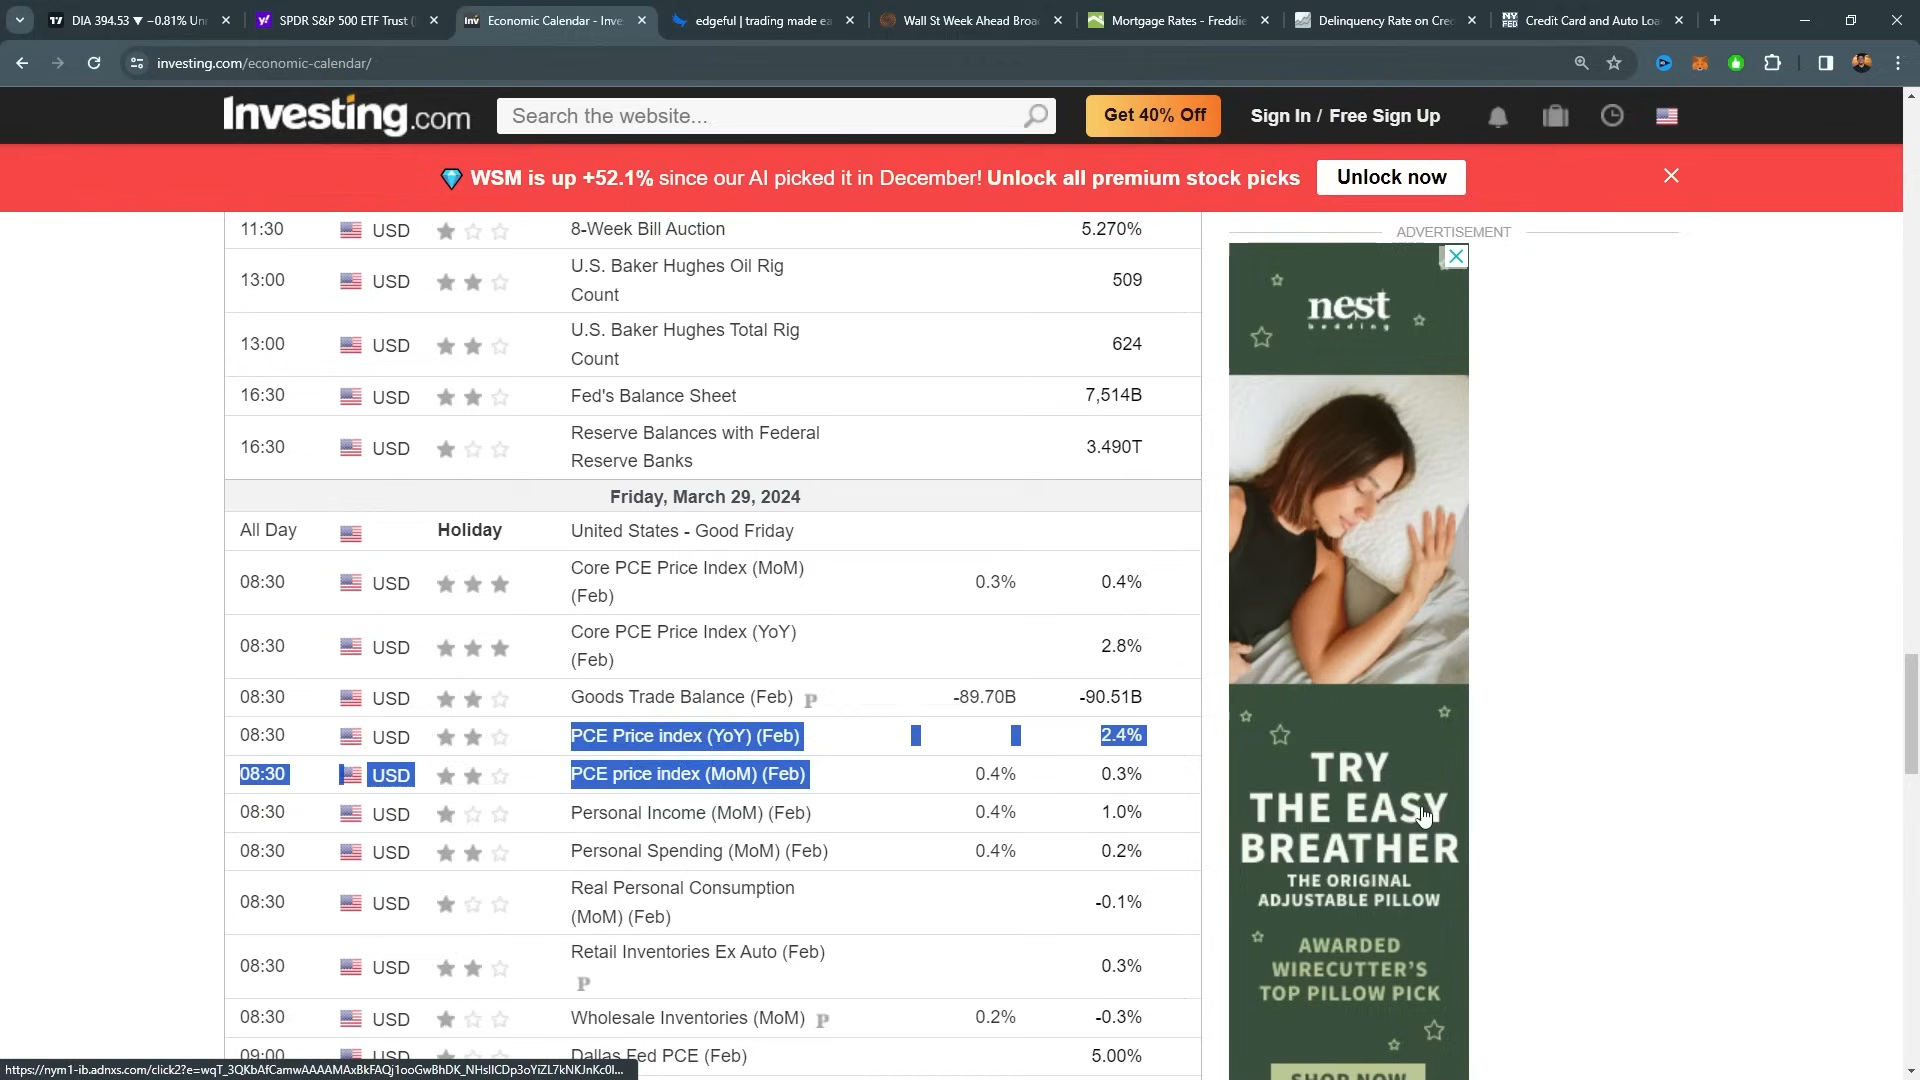 DIA 394.53 ▼ −0.81% Un
SPDR S&P 500 ETF Trust (
Economic Calendar - Inve
edgeful | trading made ea
Wall St Week Ahead Broa
Mortgage Rates - Freddie
Delinquency Rate on Cre
Credit Card and Auto Loa
investing.com/economic-calendar/
Investing.com
Search the website...
Get 40% Off
Sign In / Free Sign Up
WSM is up +52.1% since our AI picked it in December! Unlock all premium stock picks
Unlock now
11:30 USD 8-Week Bill Auction 5.270%
ADVERTISEMENT
13:00 USD U.S. Baker Hughes Oil Rig
Count 509
13:00 USD U.S. Baker Hughes Total Rig
Count 624
16:30 USD Fed's Balance Sheet 7,514B
16:30 USD Reserve Balances with Federal
Reserve Banks 3.490T
Friday, March 29, 2024
All Day Holiday United States - Good Friday
08:30 USD Core PCE Price Index (MoM)
(Feb) 0.3% 0.4%
08:30 USD Core PCE Price Index (YoY)
(Feb) 2.8%
08:30 USD Goods Trade Balance (Feb) P -89.70B -90.51B
08:30 USD PCE Price index (YoY) (Feb) 2.4%
08:30 USD PCE price index (MoM) (Feb) 0.4% 0.3%
08:30 USD Personal Income (MoM) (Feb) 0.4% 1.0%
08:30 USD Personal Spending (MoM) (Feb) 0.4% 0.2%
08:30 USD Real Personal Consumption
(MoM) (Feb) -0.1%
08:30 USD Retail Inventories Ex Auto (Feb)
P 0.3%
08:30 USD Wholesale Inventories (MoM) P 0.2% -0.3%
09:00 USD Dallas Fed PCE (Feb) 5.00%
nest
bedding
TRY
THE EASY
BREATHER
THE ORIGINAL
ADJUSTABLE PILLOW
AWARDED
WIRECUTTER'S
TOP PILLOW PICK
SHOP NOW